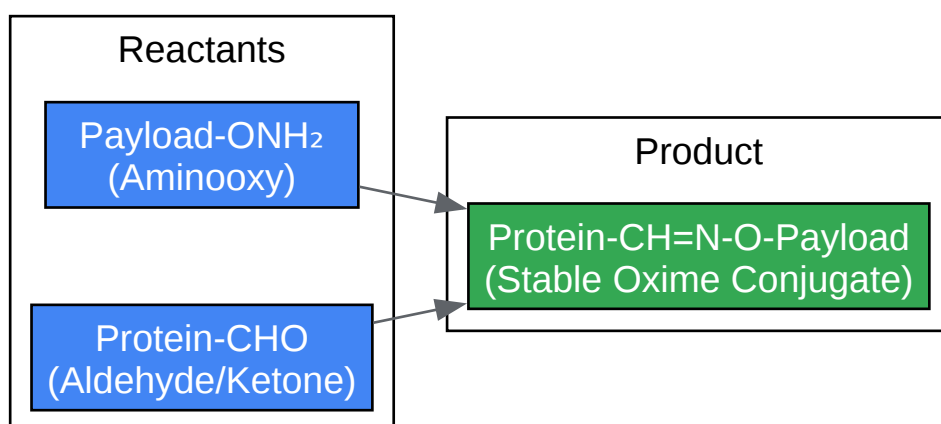 Reactants
Payload-ONH₂
(Aminooxy)
Protein-CHO
(Aldehyde/Ketone)
Product
Protein-CH=N-O-Payload
(Stable Oxime Conjugate)